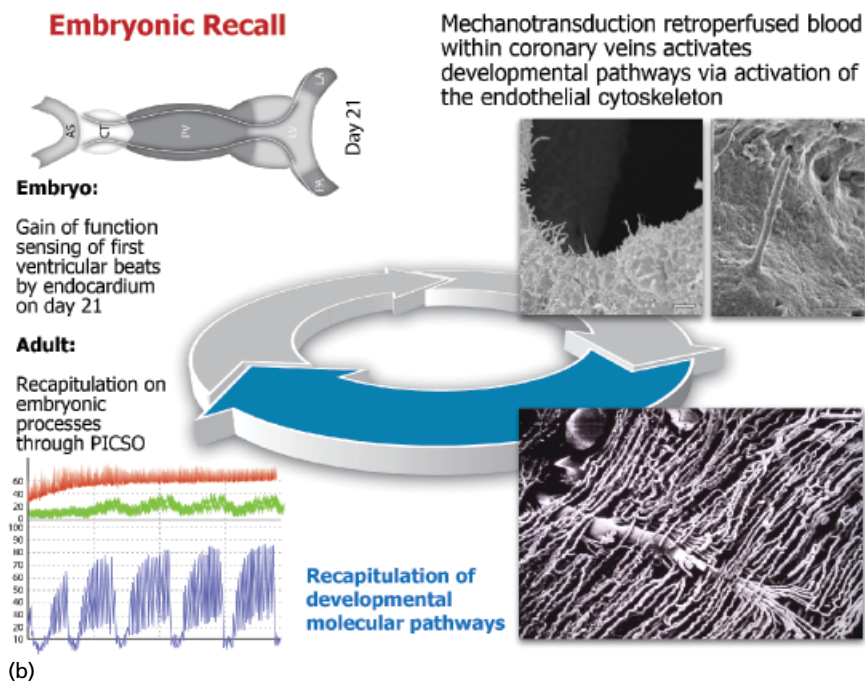 Embryonic Recall
Mechanotransduction retroperfused blood
within coronary veins activates
developmental pathways via activation of
the endothelial cytoskeleton
AS
CT
PV
LV
LA
Day 21
Embryo:
Gain of function
sensing of first
ventricular beats
by endocardium
on day 21
Adult:
Recapitulation on
embryonic
processes
through PICSO
60
40
20
0
100
90
80
70
60
50
40
30
20
10
Recapitulation of
developmental
molecular pathways
(b)